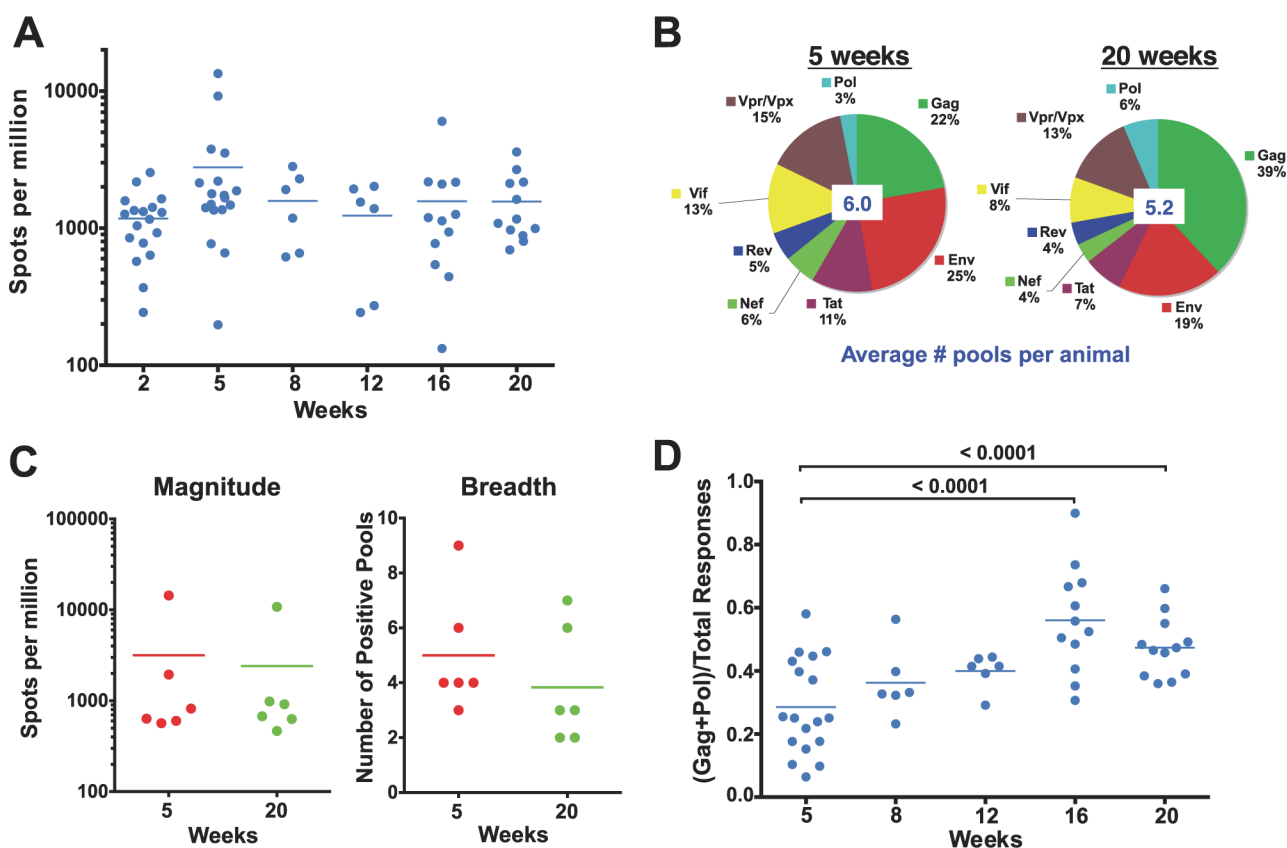 A
Spots per million
10000
1000
100
2 5 8 12 16 20
Weeks
B
5 weeks
Pol
3%
Vpr/Vpx
15%
Gag
22%
Vif
13%
6.0
Rev
5%
Env
25%
Nef
6%
Tat
11%
20 weeks
Pol
6%
Vpr/Vpx
13%
Gag
39%
Vif
8%
5.2
Rev
4%
Nef
4%
Tat
7%
Env
19%
Average # pools per animal
C
Magnitude
Spots per million
100000
10000
1000
100
5 20
Weeks
Breadth
Number of Positive Pools
10
8
6
4
2
0
5 20
Weeks
D
< 0.0001
< 0.0001
(Gag+Pol)/Total Responses
1.0
0.8
0.6
0.4
0.2
0.0
5 8 12 16 20
Weeks